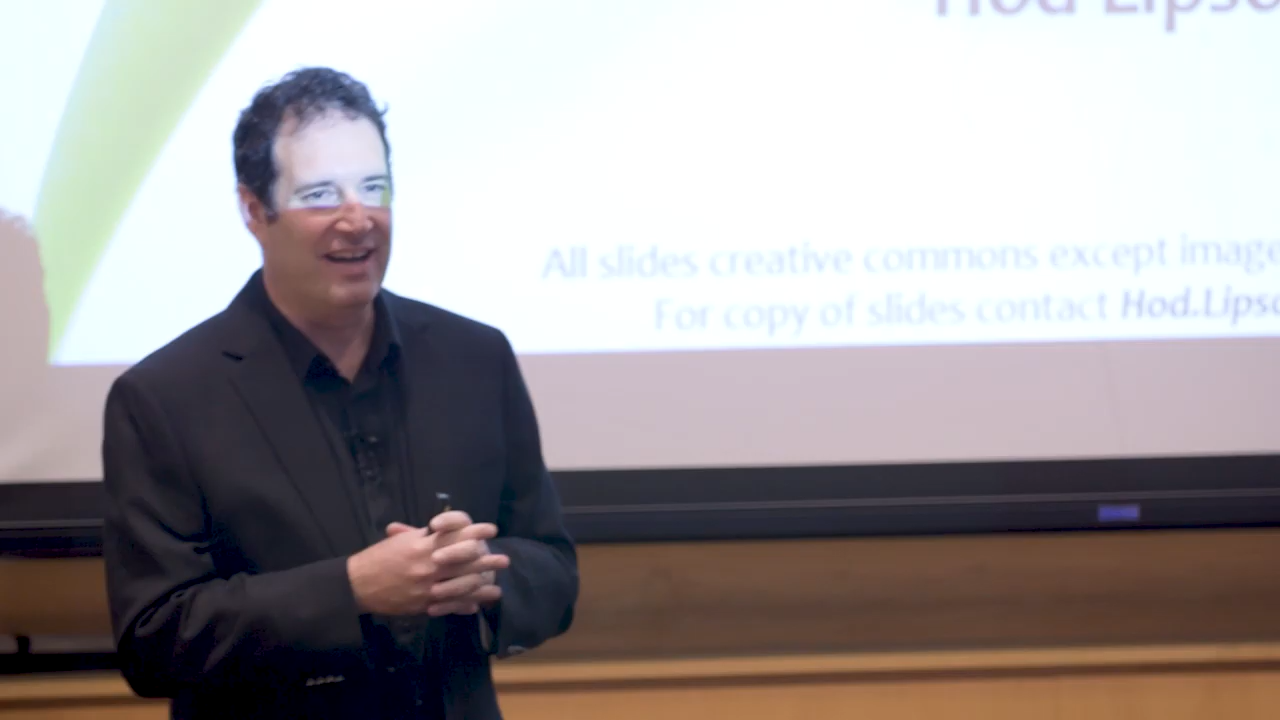 Hod Lipso
All slides creative commons except image
For copy of slides contact Hod.Lipso